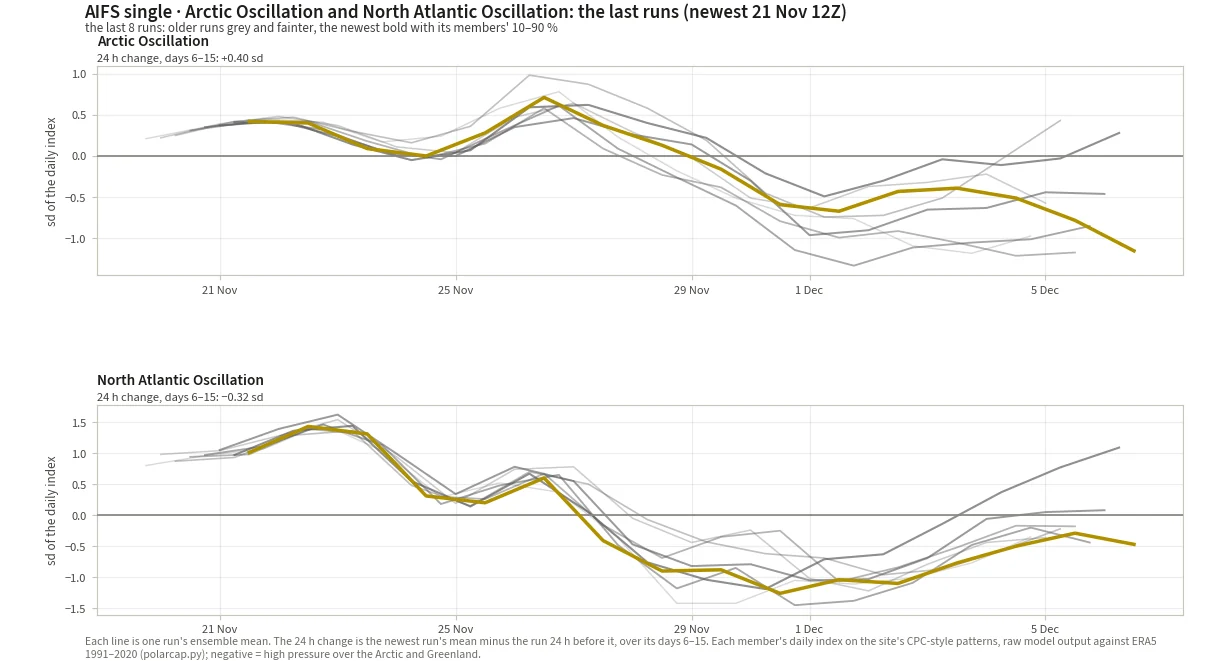 AIFS single · Arctic Oscillation and North Atlantic Oscillation: the last runs (newest 21 Nov 12Z)
the last 8 runs: older runs grey and fainter, the newest bold with its members' 10–90 %
Arctic Oscillation
24 h change, days 6–15: +0.40 sd
sd of the daily index
1.0
0.5
0.0
−0.5
−1.0
21 Nov 25 Nov 29 Nov 1 Dec 5 Dec
North Atlantic Oscillation
24 h change, days 6–15: −0.32 sd
sd of the daily index
1.5
1.0
0.5
0.0
−0.5
−1.0
−1.5
21 Nov 25 Nov 29 Nov 1 Dec 5 Dec
Each line is one run's ensemble mean. The 24 h change is the newest run's mean minus the run 24 h before it, over its days 6–15. Each member's daily index on the site's CPC-style patterns, raw model output against ERA5
1991–2020 (polarcap.py); negative = high pressure over the Arctic and Greenland.